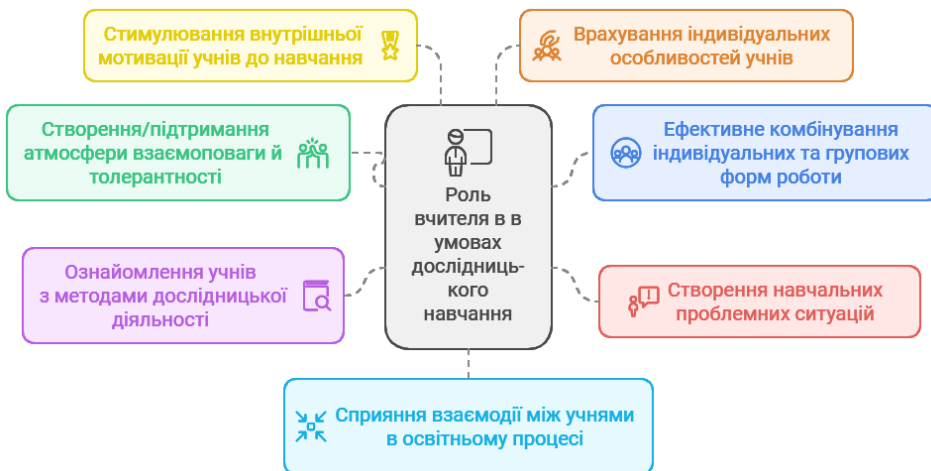 Стимулювання внутрішньої
мотивації учнів до навчання
Врахування індивідуальних
особливостей учнів
Створення/підтримання
атмосфери взаємоповаги й
толерантності
Ефективне комбінування
індивідуальних та групових
форм роботи
Роль
вчителя в в
умовах
дослідниць-
кого
навчання
Ознайомлення учнів
з методами дослідницької
діяльності
Створення навчальних
проблемних ситуацій
Сприяння взаємодії між учнями
в освітньому процесі